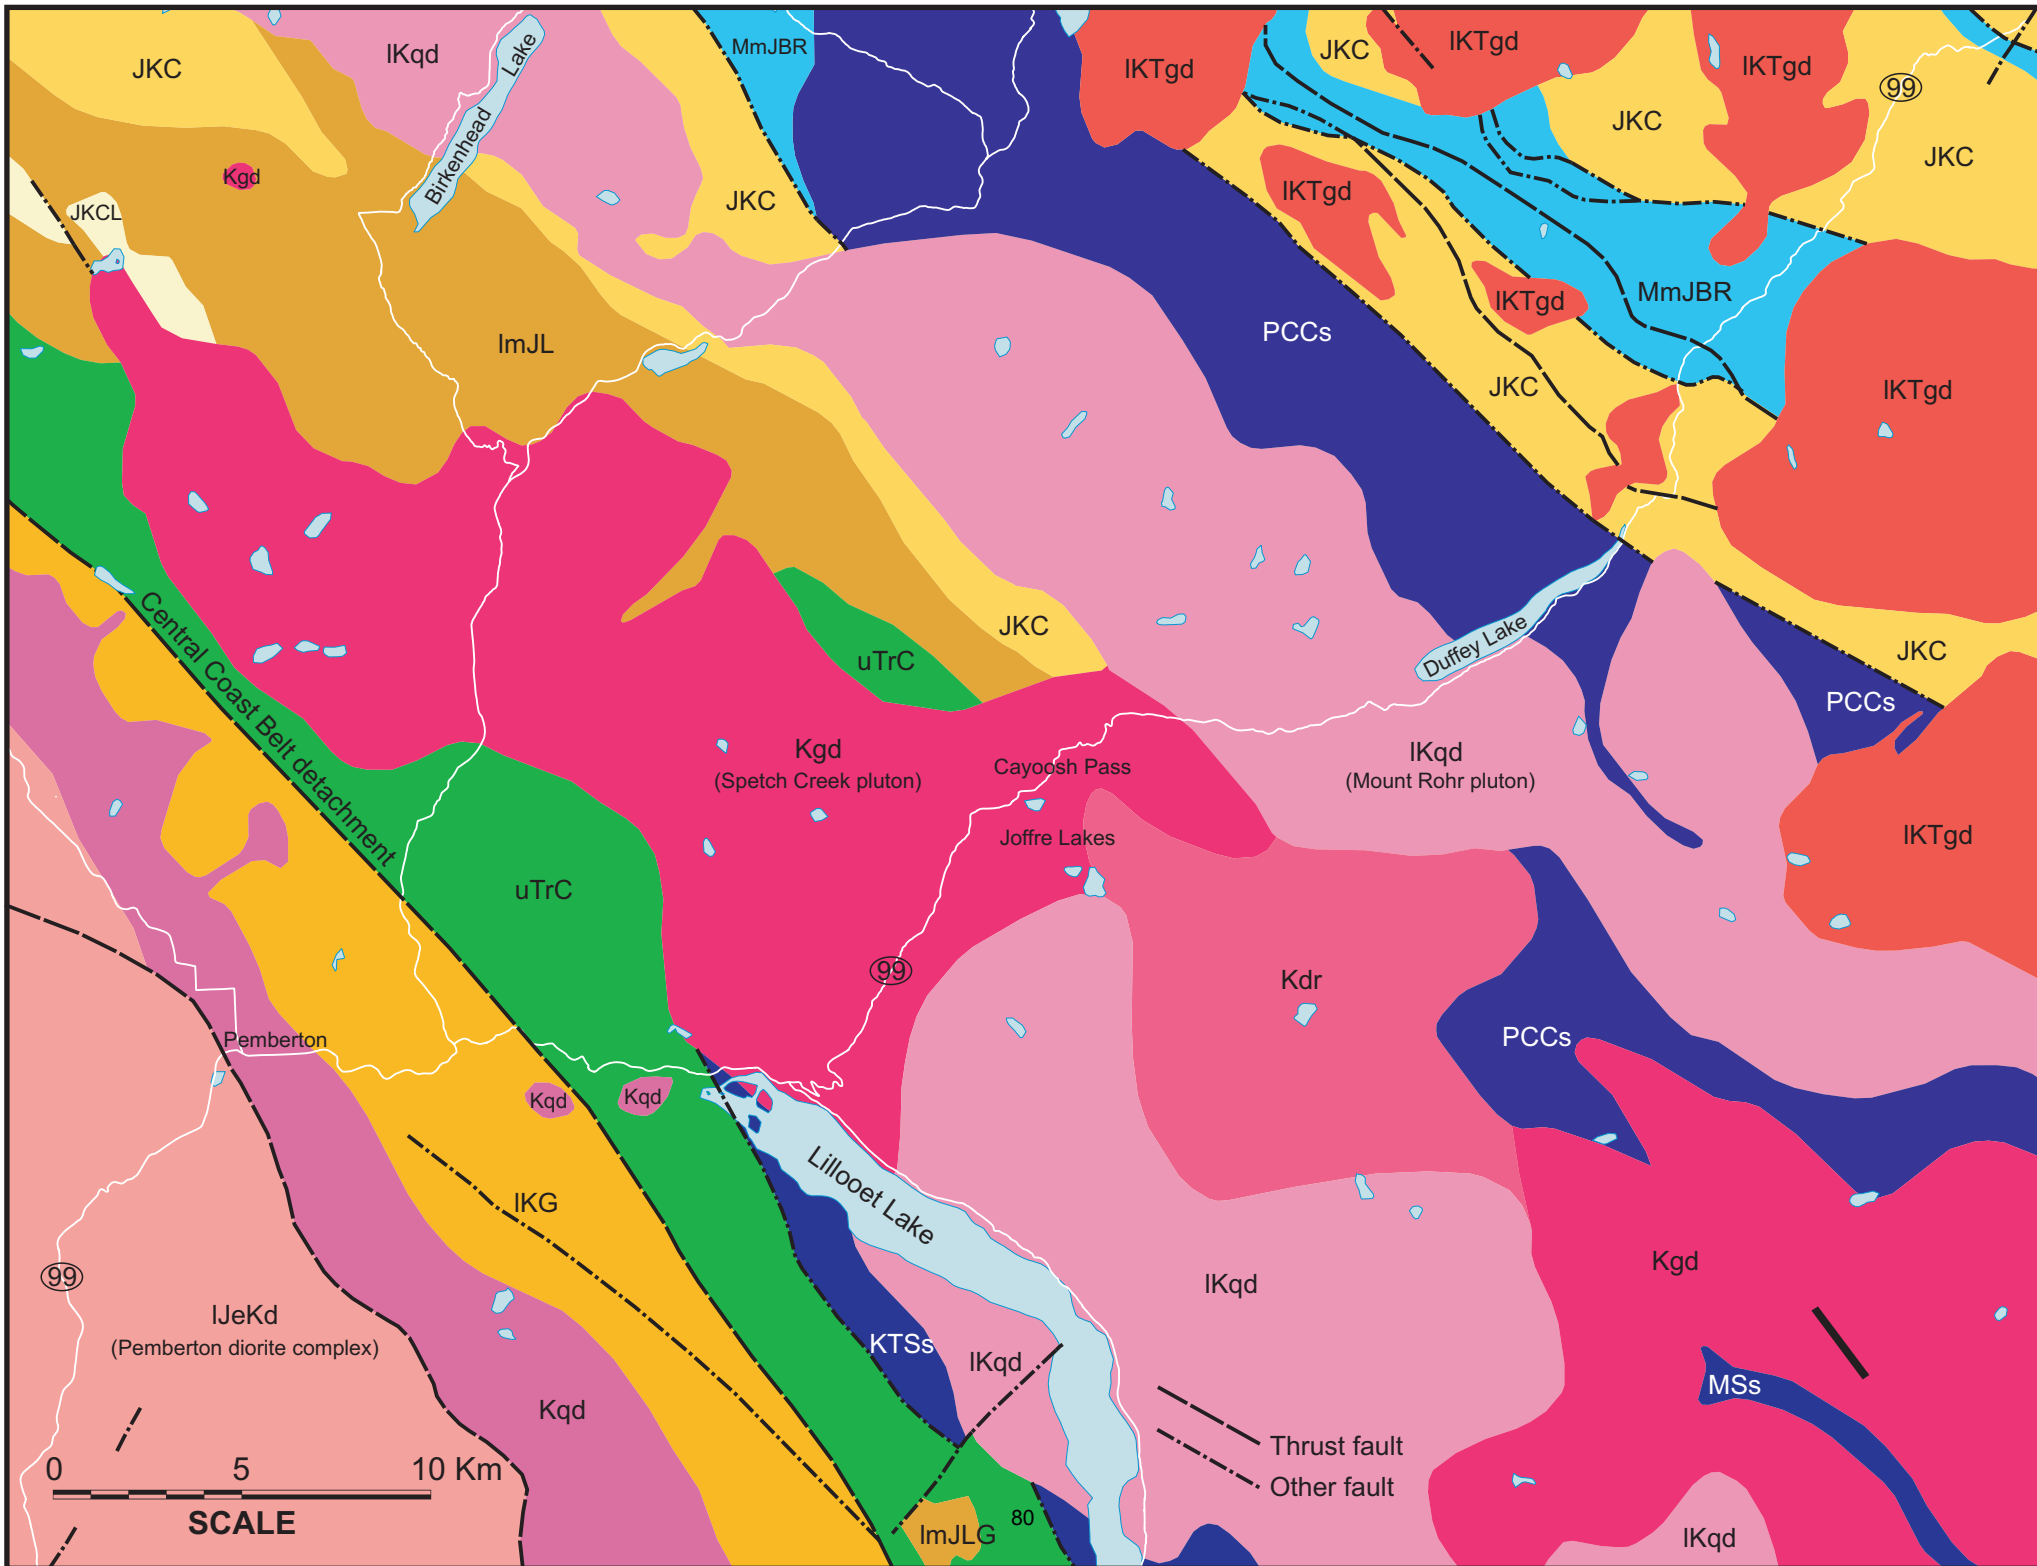 JKC
lKqd
Birkenhead Lake
MmJBR
lKTgd
JKC
lKTgd
lKTgd
99
JKC
JKC
Kgd
JKCL
JKC
lKTgd
lmJL
PCCs
lKTgd
MmJBR
JKC
lKTgd
Central Coast Belt detachment
JKC
uTrC
Duffey Lake
JKC
PCCs
Kgd
(Spetch Creek pluton)
Cayoosh Pass
lKqd
(Mount Rohr pluton)
Joffre Lakes
lKTgd
uTrC
99
Kdr
Pemberton
PCCs
Kqd
Kqd
lKG
Lillooet Lake
99
lJeKd
(Pemberton diorite complex)
lKqd
Kgd
KTSs
lKqd
MSs
Kqd
Thrust fault
Other fault
0 5 10 Km
SCALE
lmJLG
80
lKqd